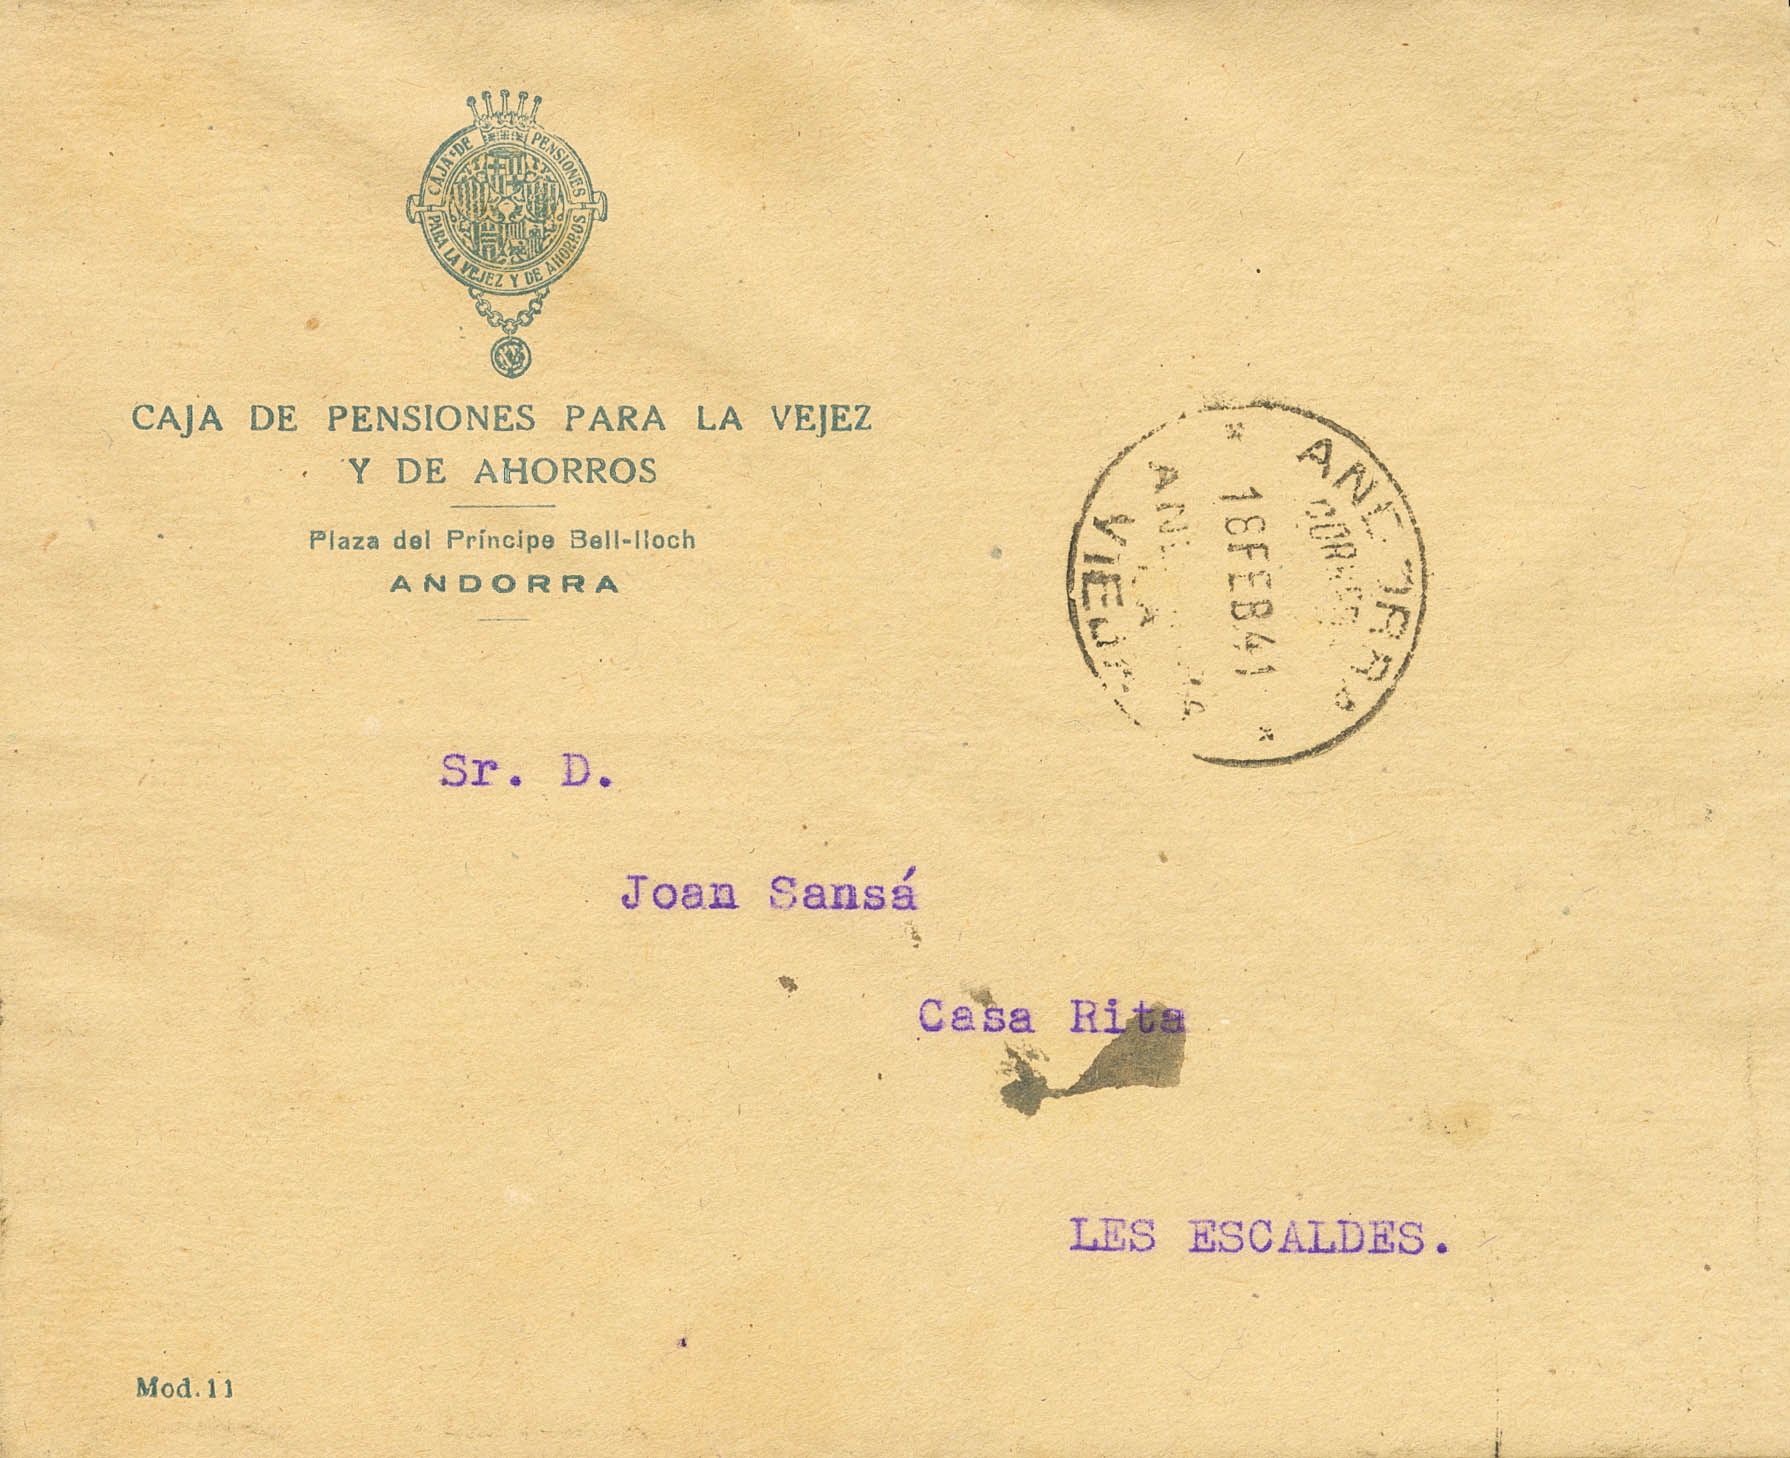 CAJA DE PENSIONES
PARA LA VEJEZ Y DE AHORROS
CAJA DE PENSIONES PARA LA VEJEZ
Y DE AHORROS
Plaza del Príncipe Bell-lloch
ANDORRA
18 FEB 41
Sr. D.
Joan Sansá
Casa Rita
LES ESCALDES.
Mod. 11